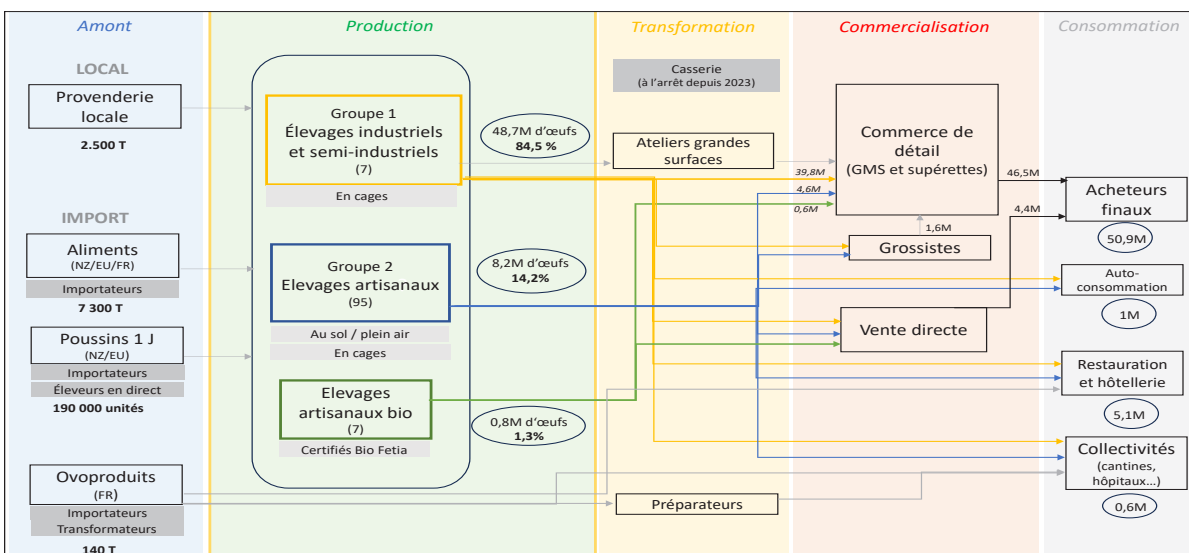 Amont
Production
Transformation
Commercialisation
Consommation
LOCAL
Provenderie
locale
2.500 T
IMPORT
Aliments
(NZ/EU/FR)
Importateurs
7 300 T
Poussins 1 J
(NZ/EU)
Importateurs
Éleveurs en direct
190 000 unités
Ovoproduits
(FR)
Importateurs
Transformateurs
140 T
Groupe 1
Élevages industriels
et semi-industriels
(7)
En cages
48,7M d'œufs
84,5 %
Groupe 2
Elevages artisanaux
(95)
Au sol / plein air
En cages
8,2M d'œufs
14,2%
Elevages
artisanaux bio
(7)
Certifiés Bio Fetia
0,8M d'œufs
1,3%
Casserie
(à l'arrêt depuis 2023)
Ateliers grandes
surfaces
Préparateurs
39,8M
4,6M
0,6M
Commerce de
détail
(GMS et supérettes)
1,6M
Grossistes
Vente directe
46,5M
4,4M
Acheteurs
finaux
50,9M
Auto-
consommation
1M
Restauration
et hôtellerie
5,1M
Collectivités
(cantines,
hôpitaux...)
0,6M